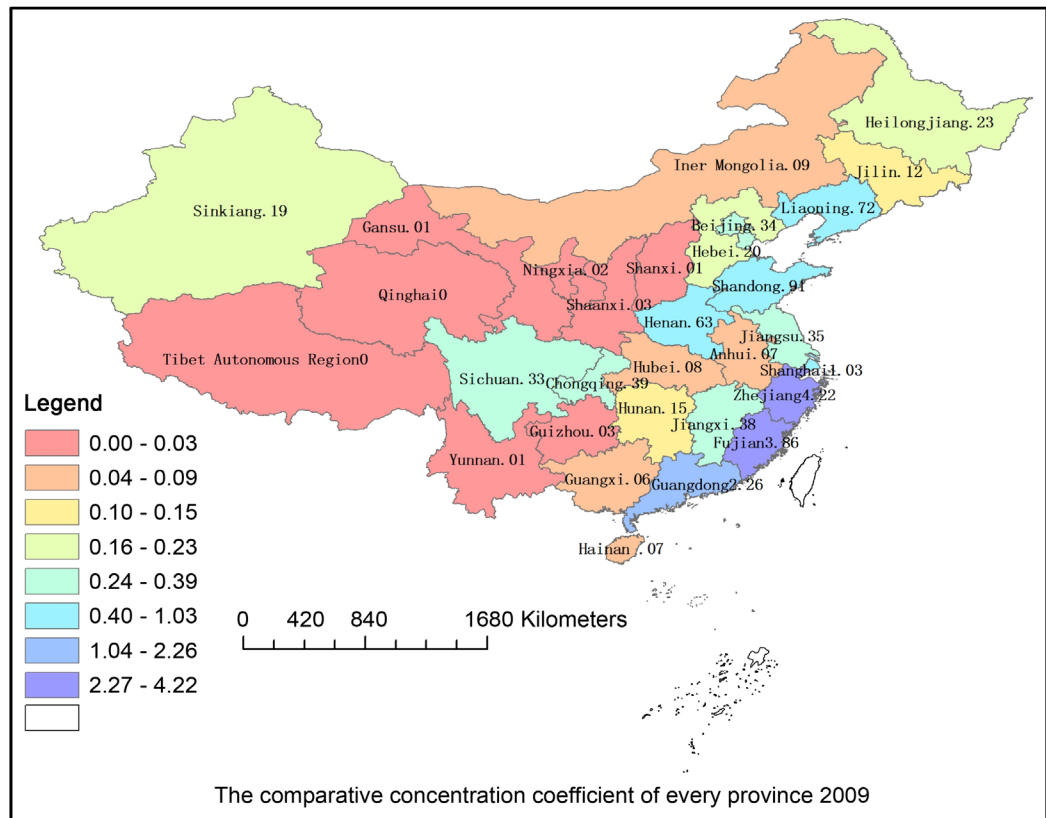 Heilongjiang.23
Iner Mongolia.09
Jilin.12
Sinkiang.19
Liaoning.72
Gansu.01
Beijing.34
Hebei.20
Ningxia.02
Shanxi.01
Shandong.91
Qinghai0
Shaanxi.03
Henan.63
Jiangsu.35
Anhui.07
Tibet Autonomous Region0
Hubei.08
Shanghai1.03
Sichuan.33
Chongqing.39
Zhejiang4.22
Hunan.15
Jiangxi.38
Guizhou.03
Fujian3.86
Yunnan.01
Guangxi.06
Guangdong2.26
Hainan.07
Legend
0.00 - 0.03
0.04 - 0.09
0.10 - 0.15
0.16 - 0.23
0.24 - 0.39
0.40 - 1.03
1.04 - 2.26
2.27 - 4.22
0 420 840 1680 Kilometers
The comparative concentration coefficient of every province 2009